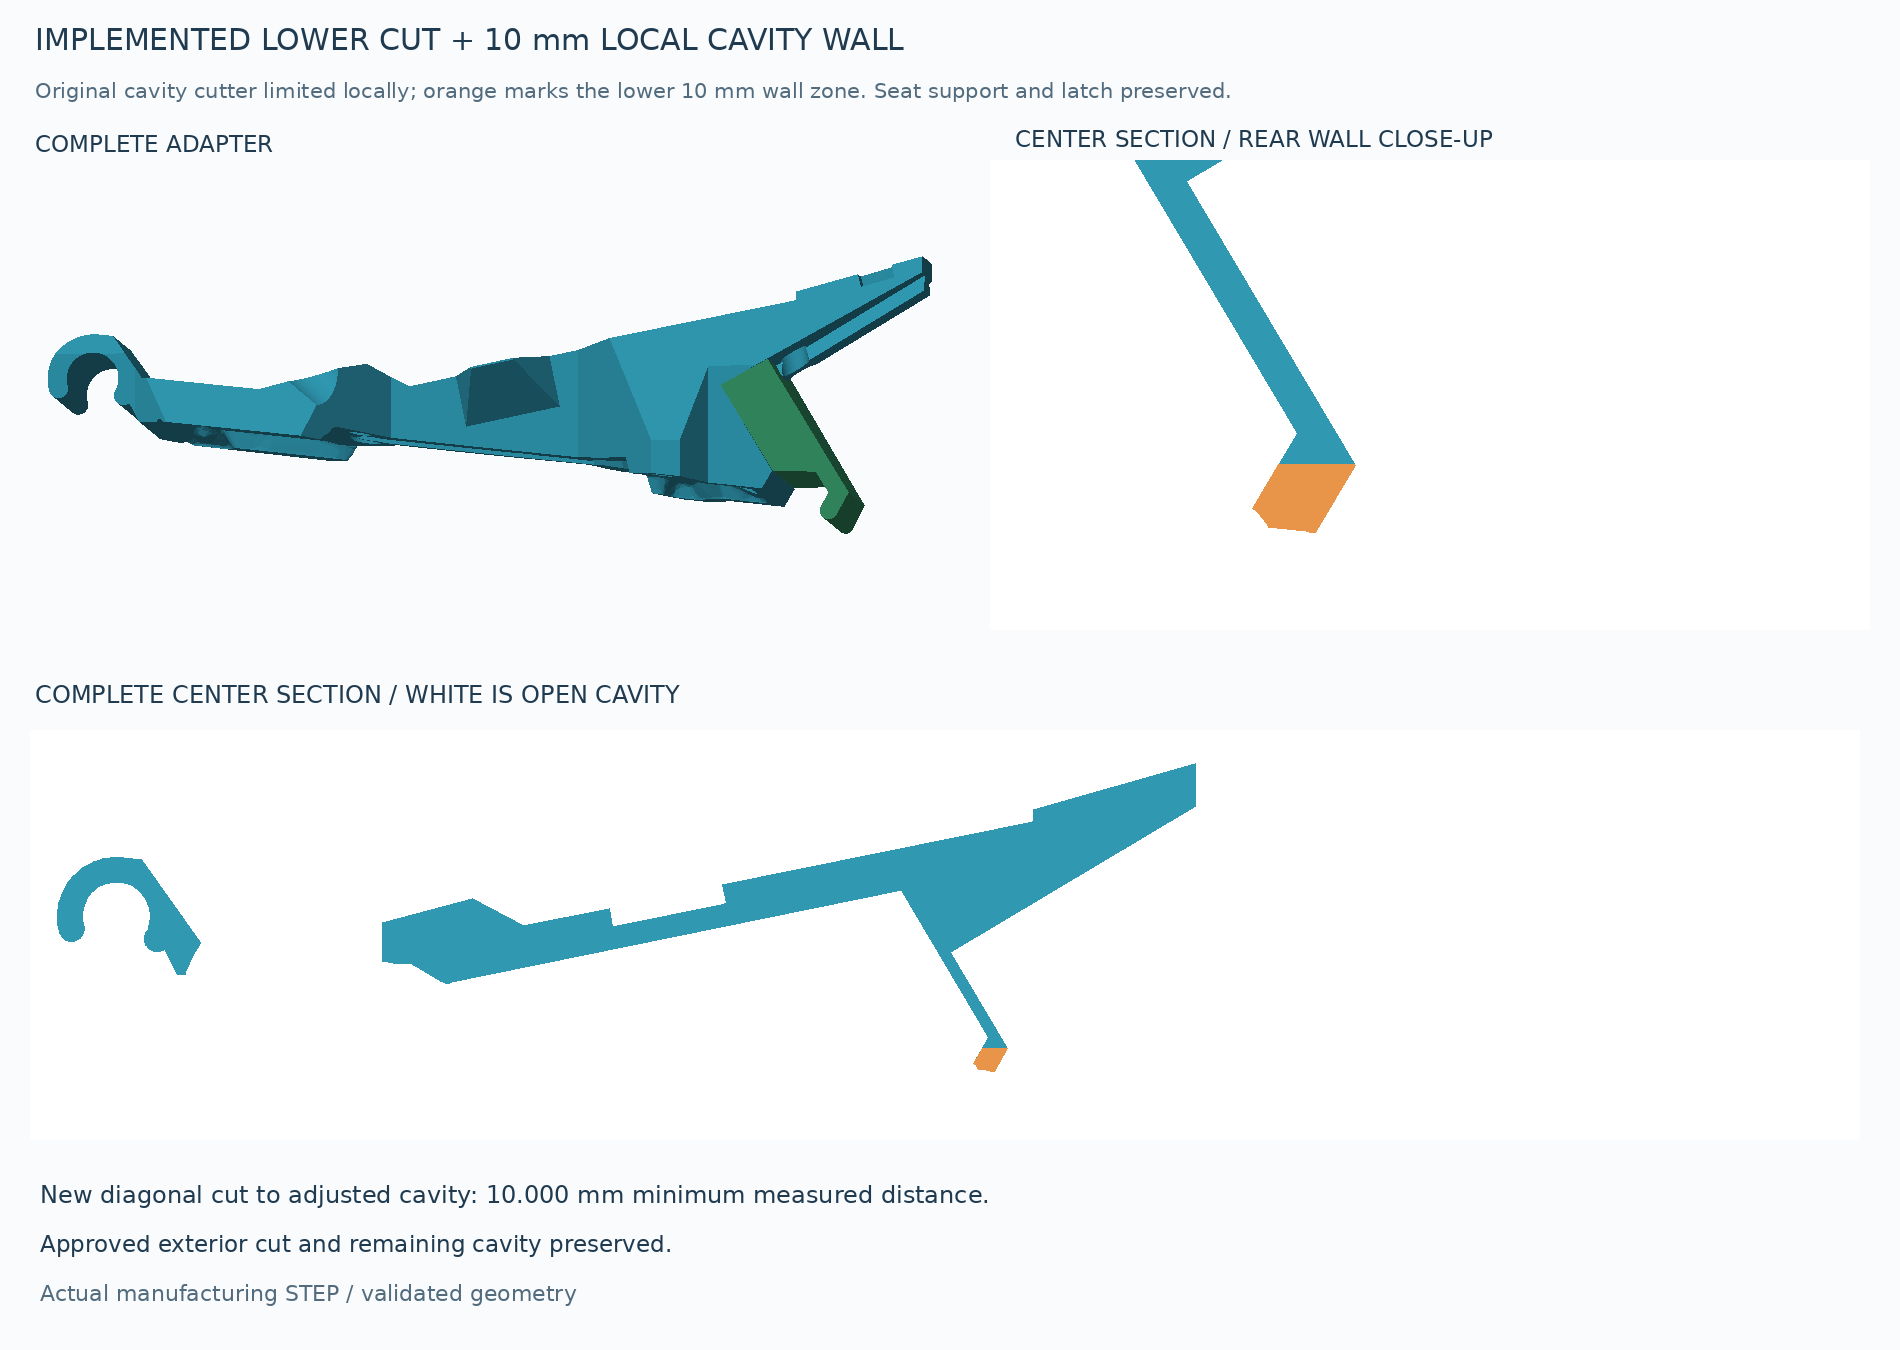 IMPLEMENTED LOWER CUT + 10 mm LOCAL CAVITY WALL
Original cavity cutter limited locally; orange marks the lower 10 mm wall zone. Seat support and latch preserved.
COMPLETE ADAPTER
CENTER SECTION / REAR WALL CLOSE-UP
COMPLETE CENTER SECTION / WHITE IS OPEN CAVITY
New diagonal cut to adjusted cavity: 10.000 mm minimum measured distance.
Approved exterior cut and remaining cavity preserved.
Actual manufacturing STEP / validated geometry